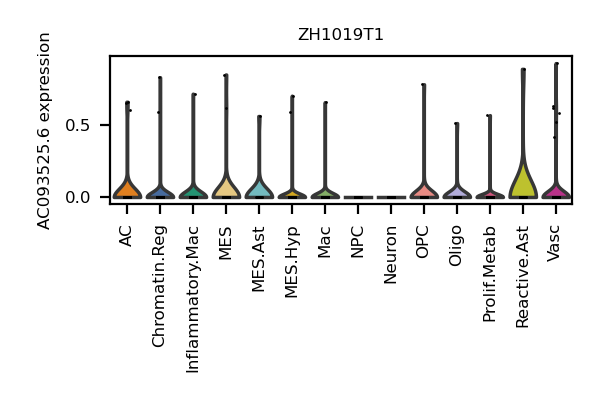 ZH1019T1
AC093525.6 expression
0.5
0.0
AC
Chromatin.Reg
Inflammatory.Mac
MES
MES.Ast
MES.Hyp
Mac
NPC
Neuron
OPC
Oligo
Prolif.Metab
Reactive.Ast
Vasc